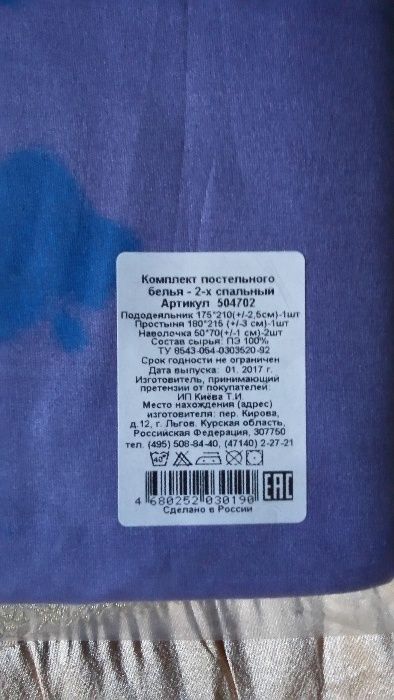 Комплект постельного
белья - 2-х спальный
Артикул 504702
Пододеяльник 175*210(+/-2,5см)-1шт
Простыня 180*215 (+/-3 см)-1шт
Наволочка 50*70(+/-1 см)-2шт
Состав сырья: ПЭ 100%
ТУ 8543-054-0303520-92
Срок годности не ограничен
Дата выпуска: 01. 2017 г.
Изготовитель, принимающий
претензии от покупателей:
ИП Киёва Т.И.
Место нахождения (адрес)
изготовителя: пер. Кирова,
д.12, г. Льгов. Курская область,
Российская Федерация, 307750
тел. (495) 508-84-40, (47140) 2-27-21
40°
4 680252 030190
EAC
Сделано в России